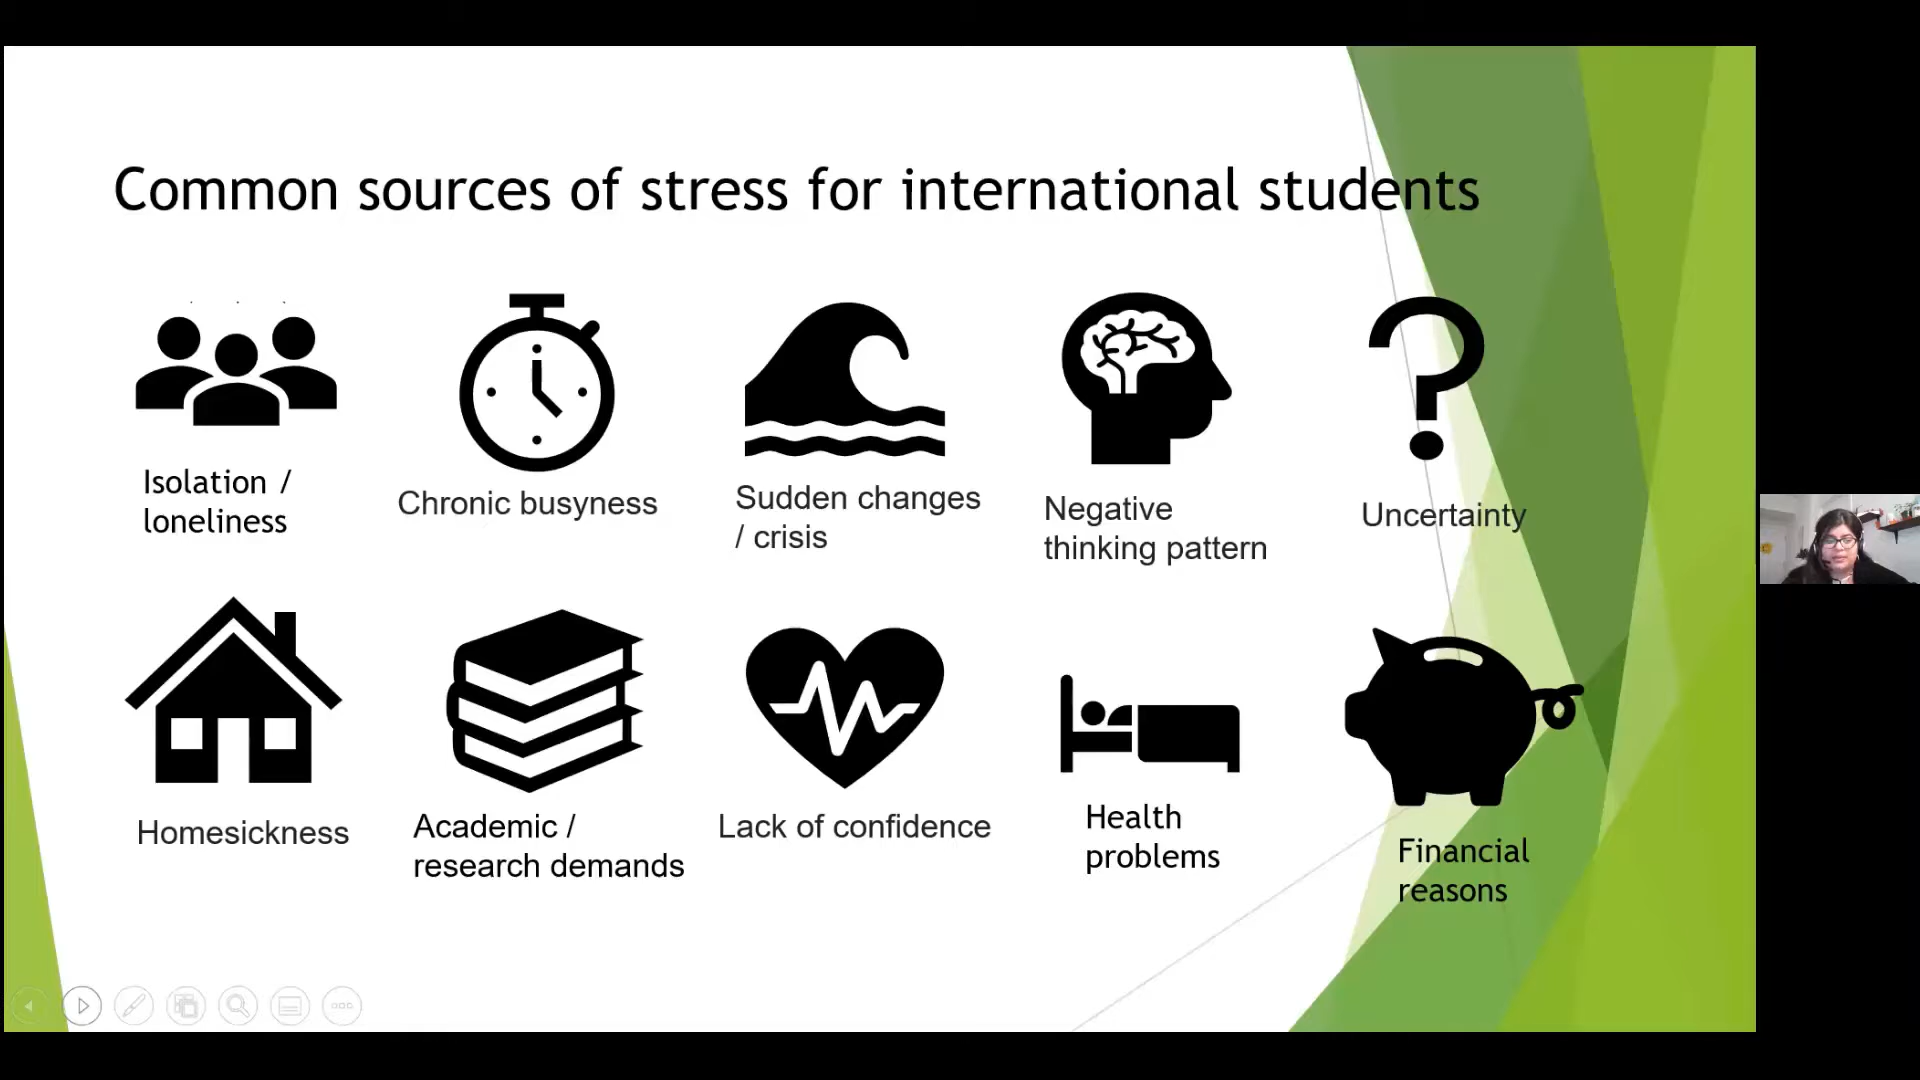 Common sources of stress for international students
Isolation /
loneliness
Chronic busyness
Sudden changes
/ crisis
Negative
thinking pattern
Uncertainty
Homesickness
Academic /
research demands
Lack of confidence
Health
problems
Financial
reasons